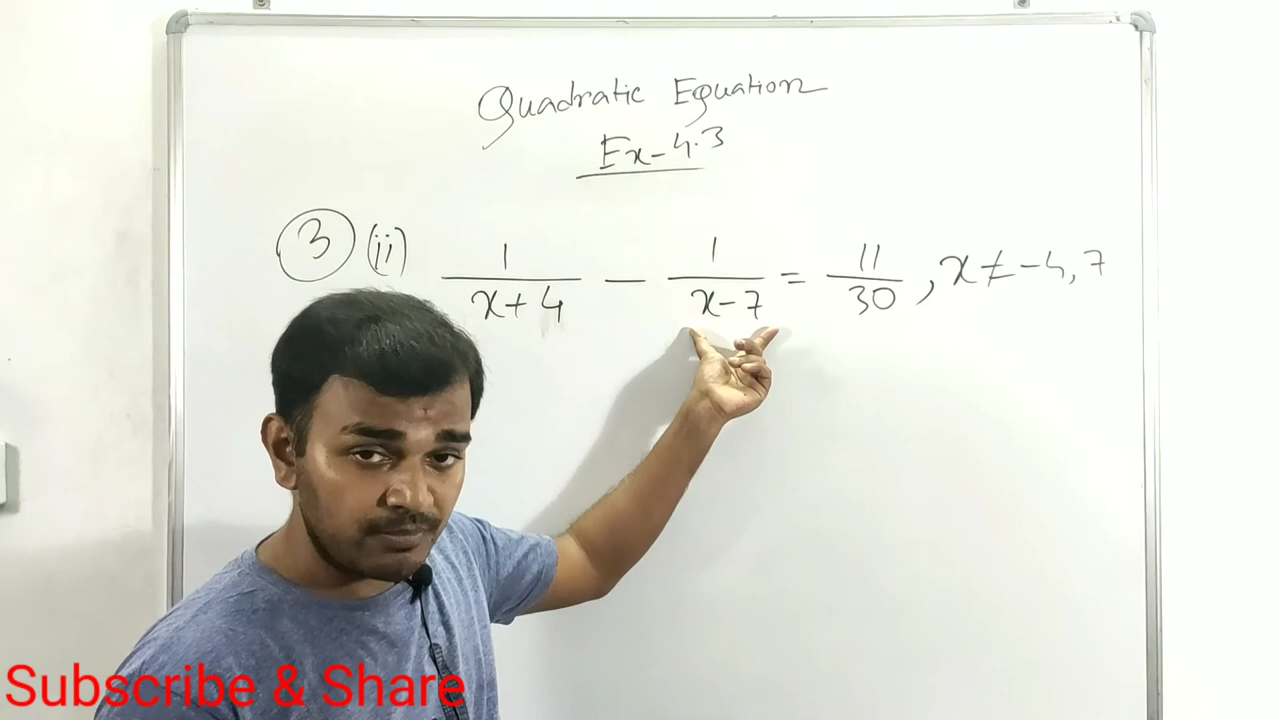 Quadratic Equation
Ex-4.3
3 (ii) 1/(x+4) - 1/(x-7) = 11/30, x ≠ -4, 7
Subscribe & Share